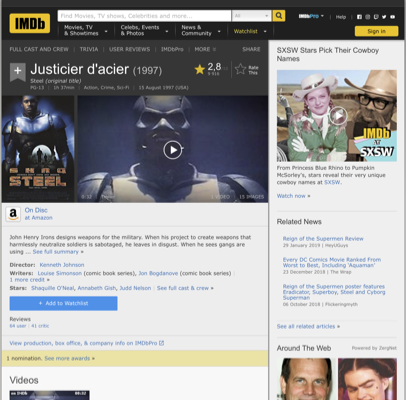 IMDb
Find Movies, TV shows, Celebrities and more...
All
IMDbPro
Help
Movies, TV
& Showtimes
Celebs, Events
& Photos
News &
Community
Watchlist
Sign in
FULL CAST AND CREW | TRIVIA | USER REVIEWS | IMDbPro | MORE
SHARE
Justicier d'acier (1997)
Steel (original title)
PG-13 | 1h 37min | Action, Crime, Sci-Fi | 15 August 1997 (USA)
2,8
Rate
This
STEEL
0:32 Trailer
1 VIDEO
15 IMAGES
On Disc
at Amazon
John Henry Irons designs weapons for the military. When his project to create weapons that
harmlessly neutralize soldiers is sabotaged, he leaves in disgust. When he sees gangs are
using ... See full summary »
Director: Kenneth Johnson
Writers: Louise Simonson (comic book series), Jon Bogdanove (comic book series) |
1 more credit »
Stars: Shaquille O'Neal, Annabeth Gish, Judd Nelson | See full cast & crew »
+ Add to Watchlist
Reviews
64 user | 41 critic
View production, box office, & company info on IMDbPro
1 nomination. See more awards »
Videos
SXSW Stars Pick Their Cowboy
Names
IMDb
AT
SXSW
From Princess Blue Rhino to Pumpkin
McSorley's, stars reveal their very unique
cowboy names at SXSW.
Watch now »
Related News
Reign of the Supermen Review
29 January 2019 | HeyUGuys
Every DC Comics Movie Ranked From
Worst to Best, Including 'Aquaman'
23 December 2018 | The Wrap
Reign of the Supermen poster features
Eradicator, Superboy, Steel and Cyborg
Superman
06 October 2018 | Flickeringmyth
See all related articles »
Around The Web
Powered by ZergNet